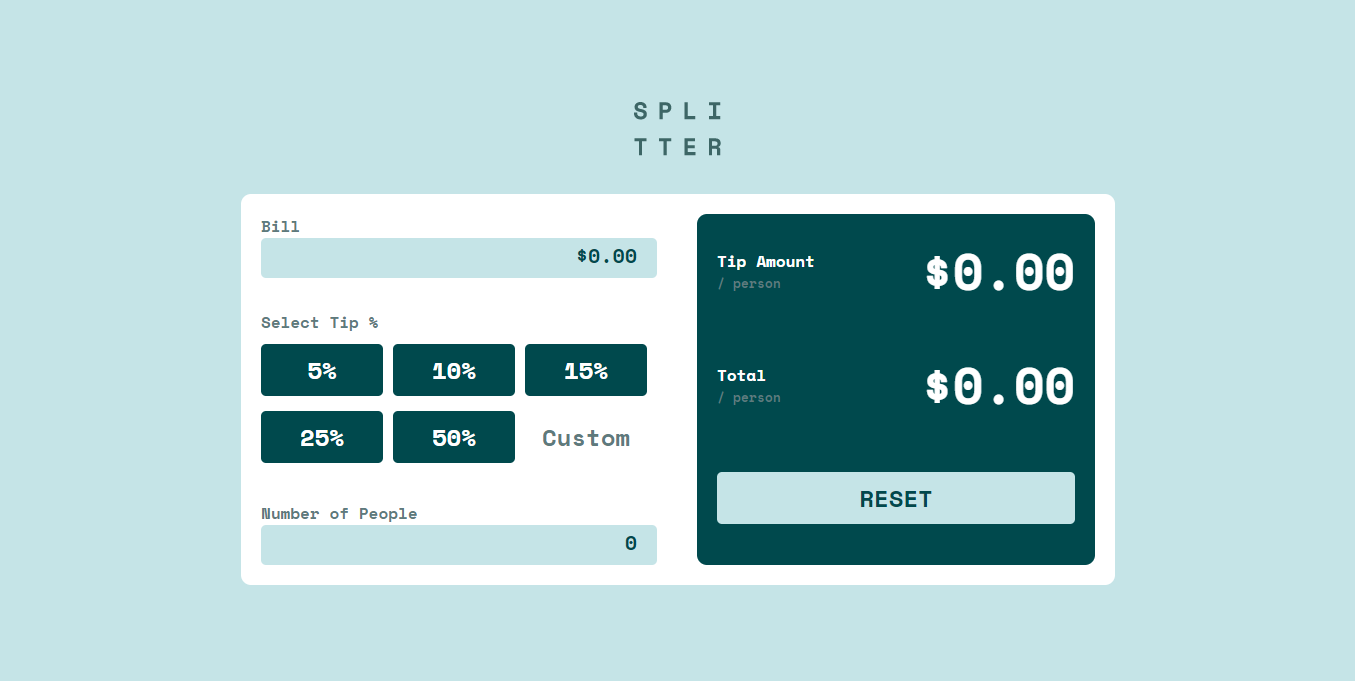 SPLI
TTER
Bill
$0.00
Select Tip %
5% 10% 15%
25% 50% Custom
Number of People
0
Tip Amount
/ person
$0.00
Total
/ person
$0.00
RESET